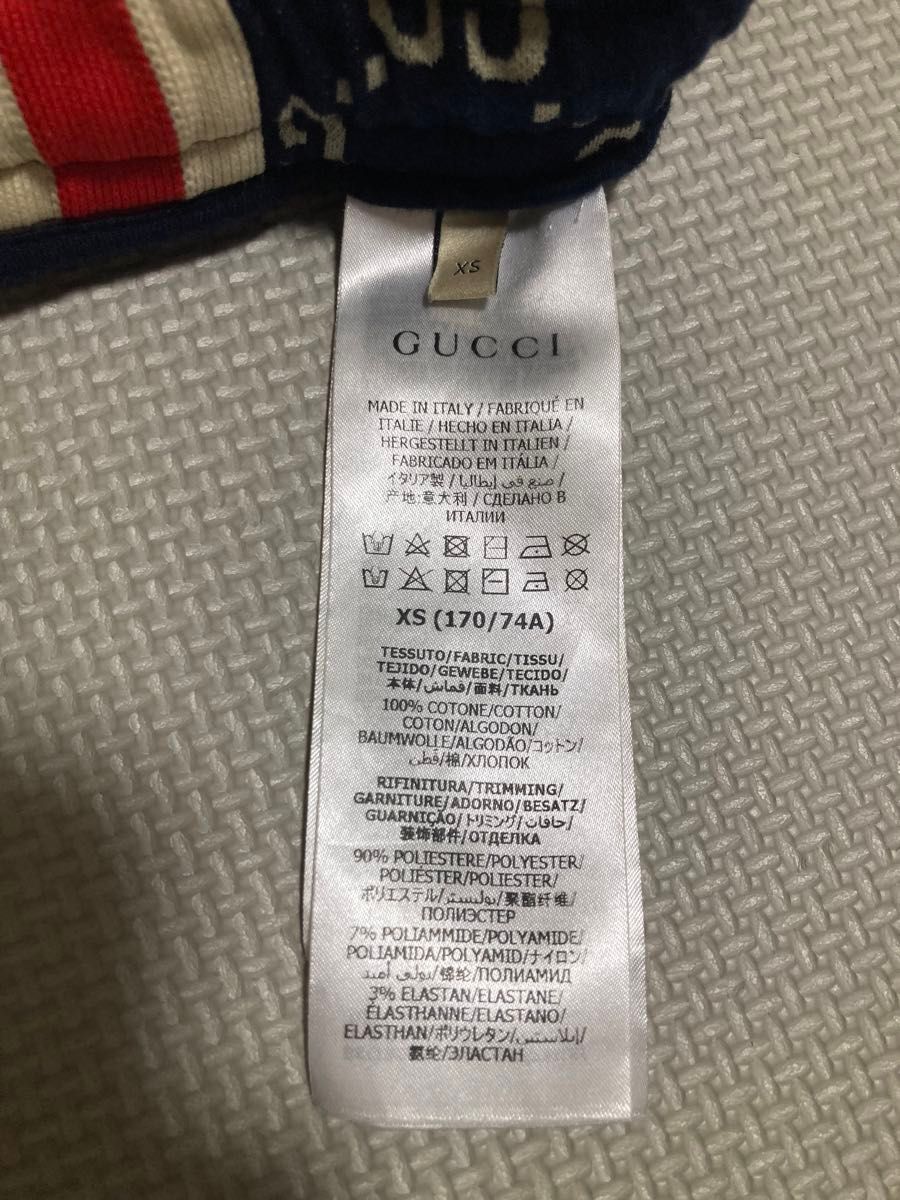 XS
GUCCI
MADE IN ITALY / FABRIQUÉ EN
ITALIE / HECHO EN ITALIA /
HERGESTELLT IN ITALIEN /
FABRICADO EM ITÁLIA /
イタリア製 / صنع في إيطاليا /
产地:意大利 / СДЕЛАНО В
ИТАЛИИ
XS (170/74A)
TESSUTO/FABRIC/TISSU/
TEJIDO/GEWEBE/TECIDO/
本体/قماش/面料/ТКАНЬ
100% COTONE/COTTON/
COTON/ALGODON/
BAUMWOLLE/ALGODÃO/コットン/
قطن/棉/ХЛОПОК
RIFINITURA/TRIMMING/
GARNITURE/ADORNO/BESATZ/
GUARNIÇÃO/トリミング/حافات/
装饰部件/ОТДЕЛКА
90% POLIESTERE/POLYESTER/
POLIESTER/POLIÉSTER/
ポリエステル/بوليستر/聚酯纤维/
ПОЛИЭСТЕР
7% POLIAMMIDE/POLYAMIDE/
POLIAMIDA/POLYAMID/ナイロン/
بولي أميد/锦纶/ПОЛИАМИД
3% ELASTAN/ELASTANE/
ÉLASTHANNE/ELASTANO/
ELASTHAN/ポリウレタン/إيلاستين/
氨纶/ЭЛАСТАН